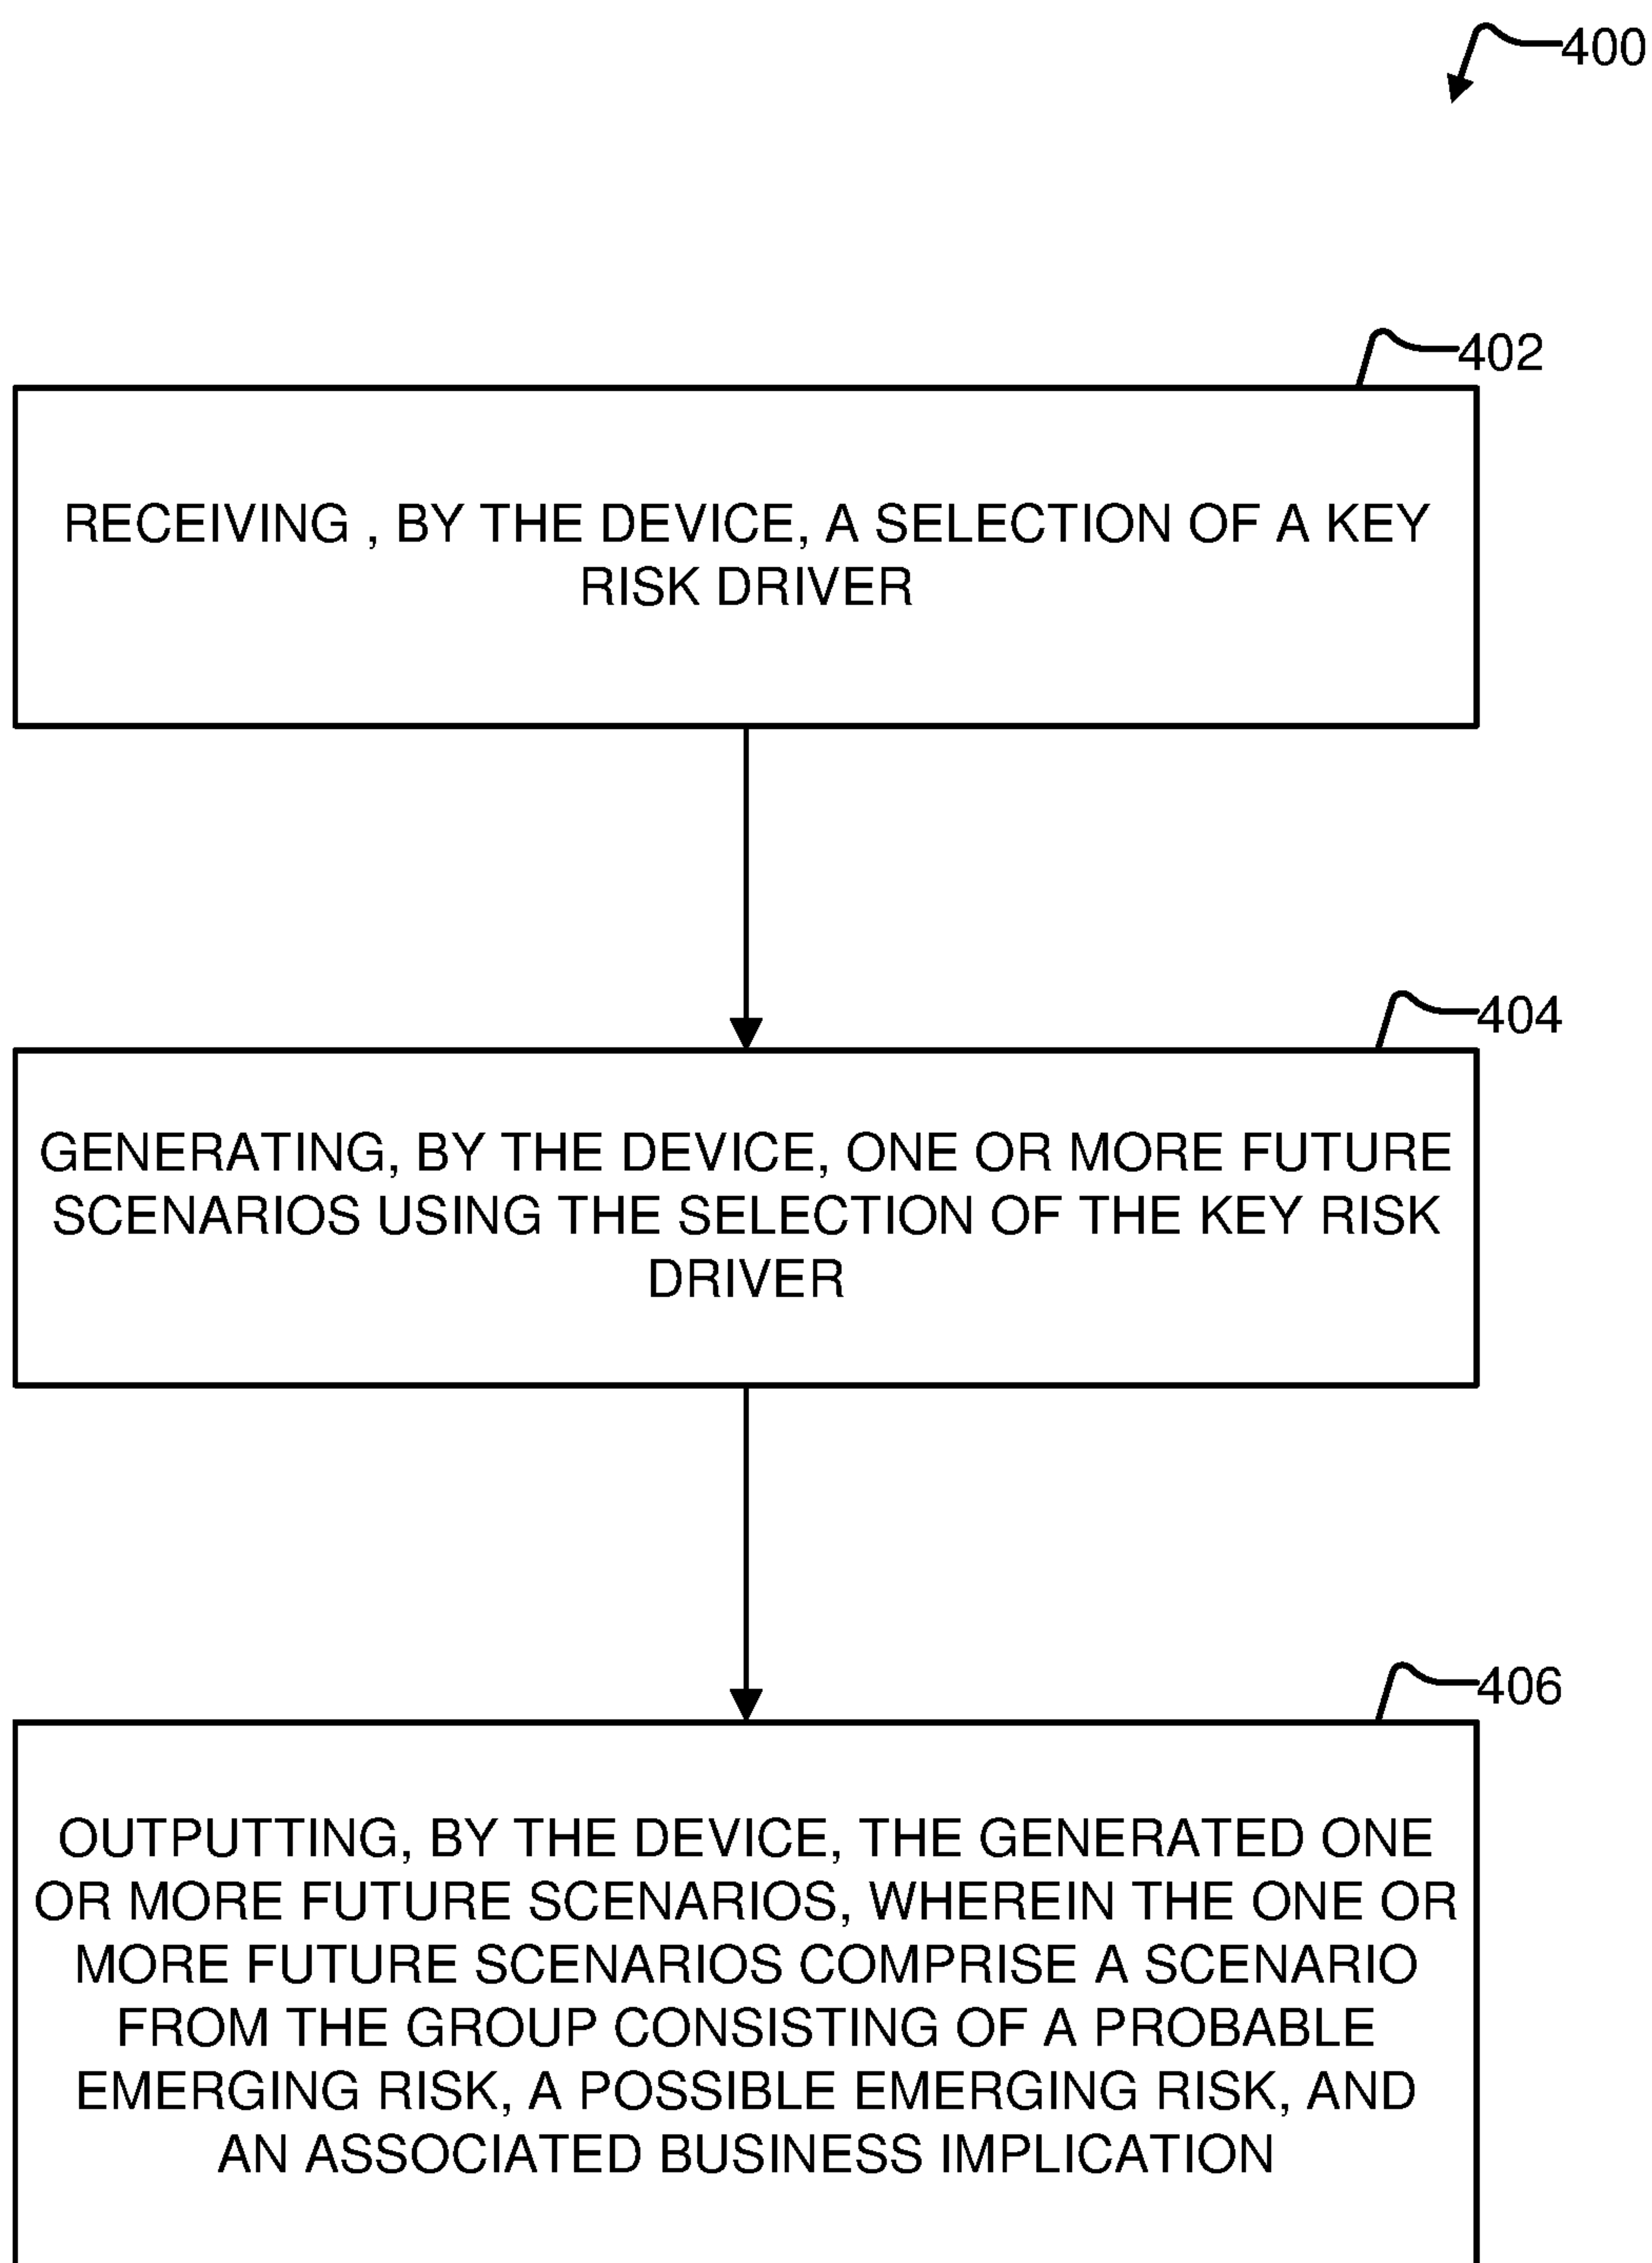 400
402
RECEIVING , BY THE DEVICE, A SELECTION OF A KEY
RISK DRIVER
404
GENERATING, BY THE DEVICE, ONE OR MORE FUTURE
SCENARIOS USING THE SELECTION OF THE KEY RISK
DRIVER
406
OUTPUTTING, BY THE DEVICE, THE GENERATED ONE
OR MORE FUTURE SCENARIOS, WHEREIN THE ONE OR
MORE FUTURE SCENARIOS COMPRISE A SCENARIO
FROM THE GROUP CONSISTING OF A PROBABLE
EMERGING RISK, A POSSIBLE EMERGING RISK, AND
AN ASSOCIATED BUSINESS IMPLICATION